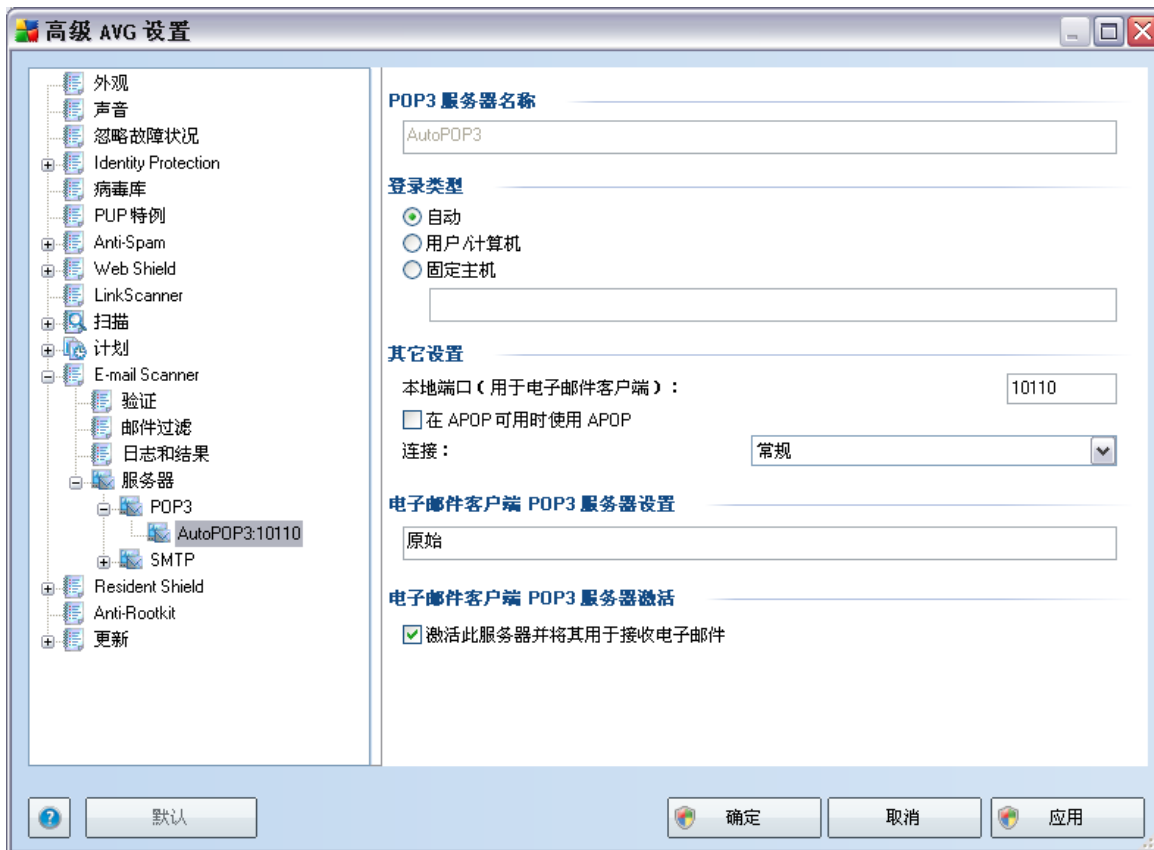 高级 AVG 设置
外观
声音
忽略故障状况
Identity Protection
病毒库
PUP 特例
Anti-Spam
Web Shield
LinkScanner
扫描
计划
E-mail Scanner
验证
邮件过滤
日志和结果
服务器
POP3
AutoPOP3:10110
SMTP
Resident Shield
Anti-Rootkit
更新
POP3 服务器名称
AutoPOP3
登录类型
自动
用户/计算机
固定主机
其它设置
本地端口（用于电子邮件客户端）： 10110
在 APOP 可用时使用 APOP
连接： 常规
电子邮件客户端 POP3 服务器设置
原始
电子邮件客户端 POP3 服务器激活
激活此服务器并将其用于接收电子邮件
默认 确定 取消 应用